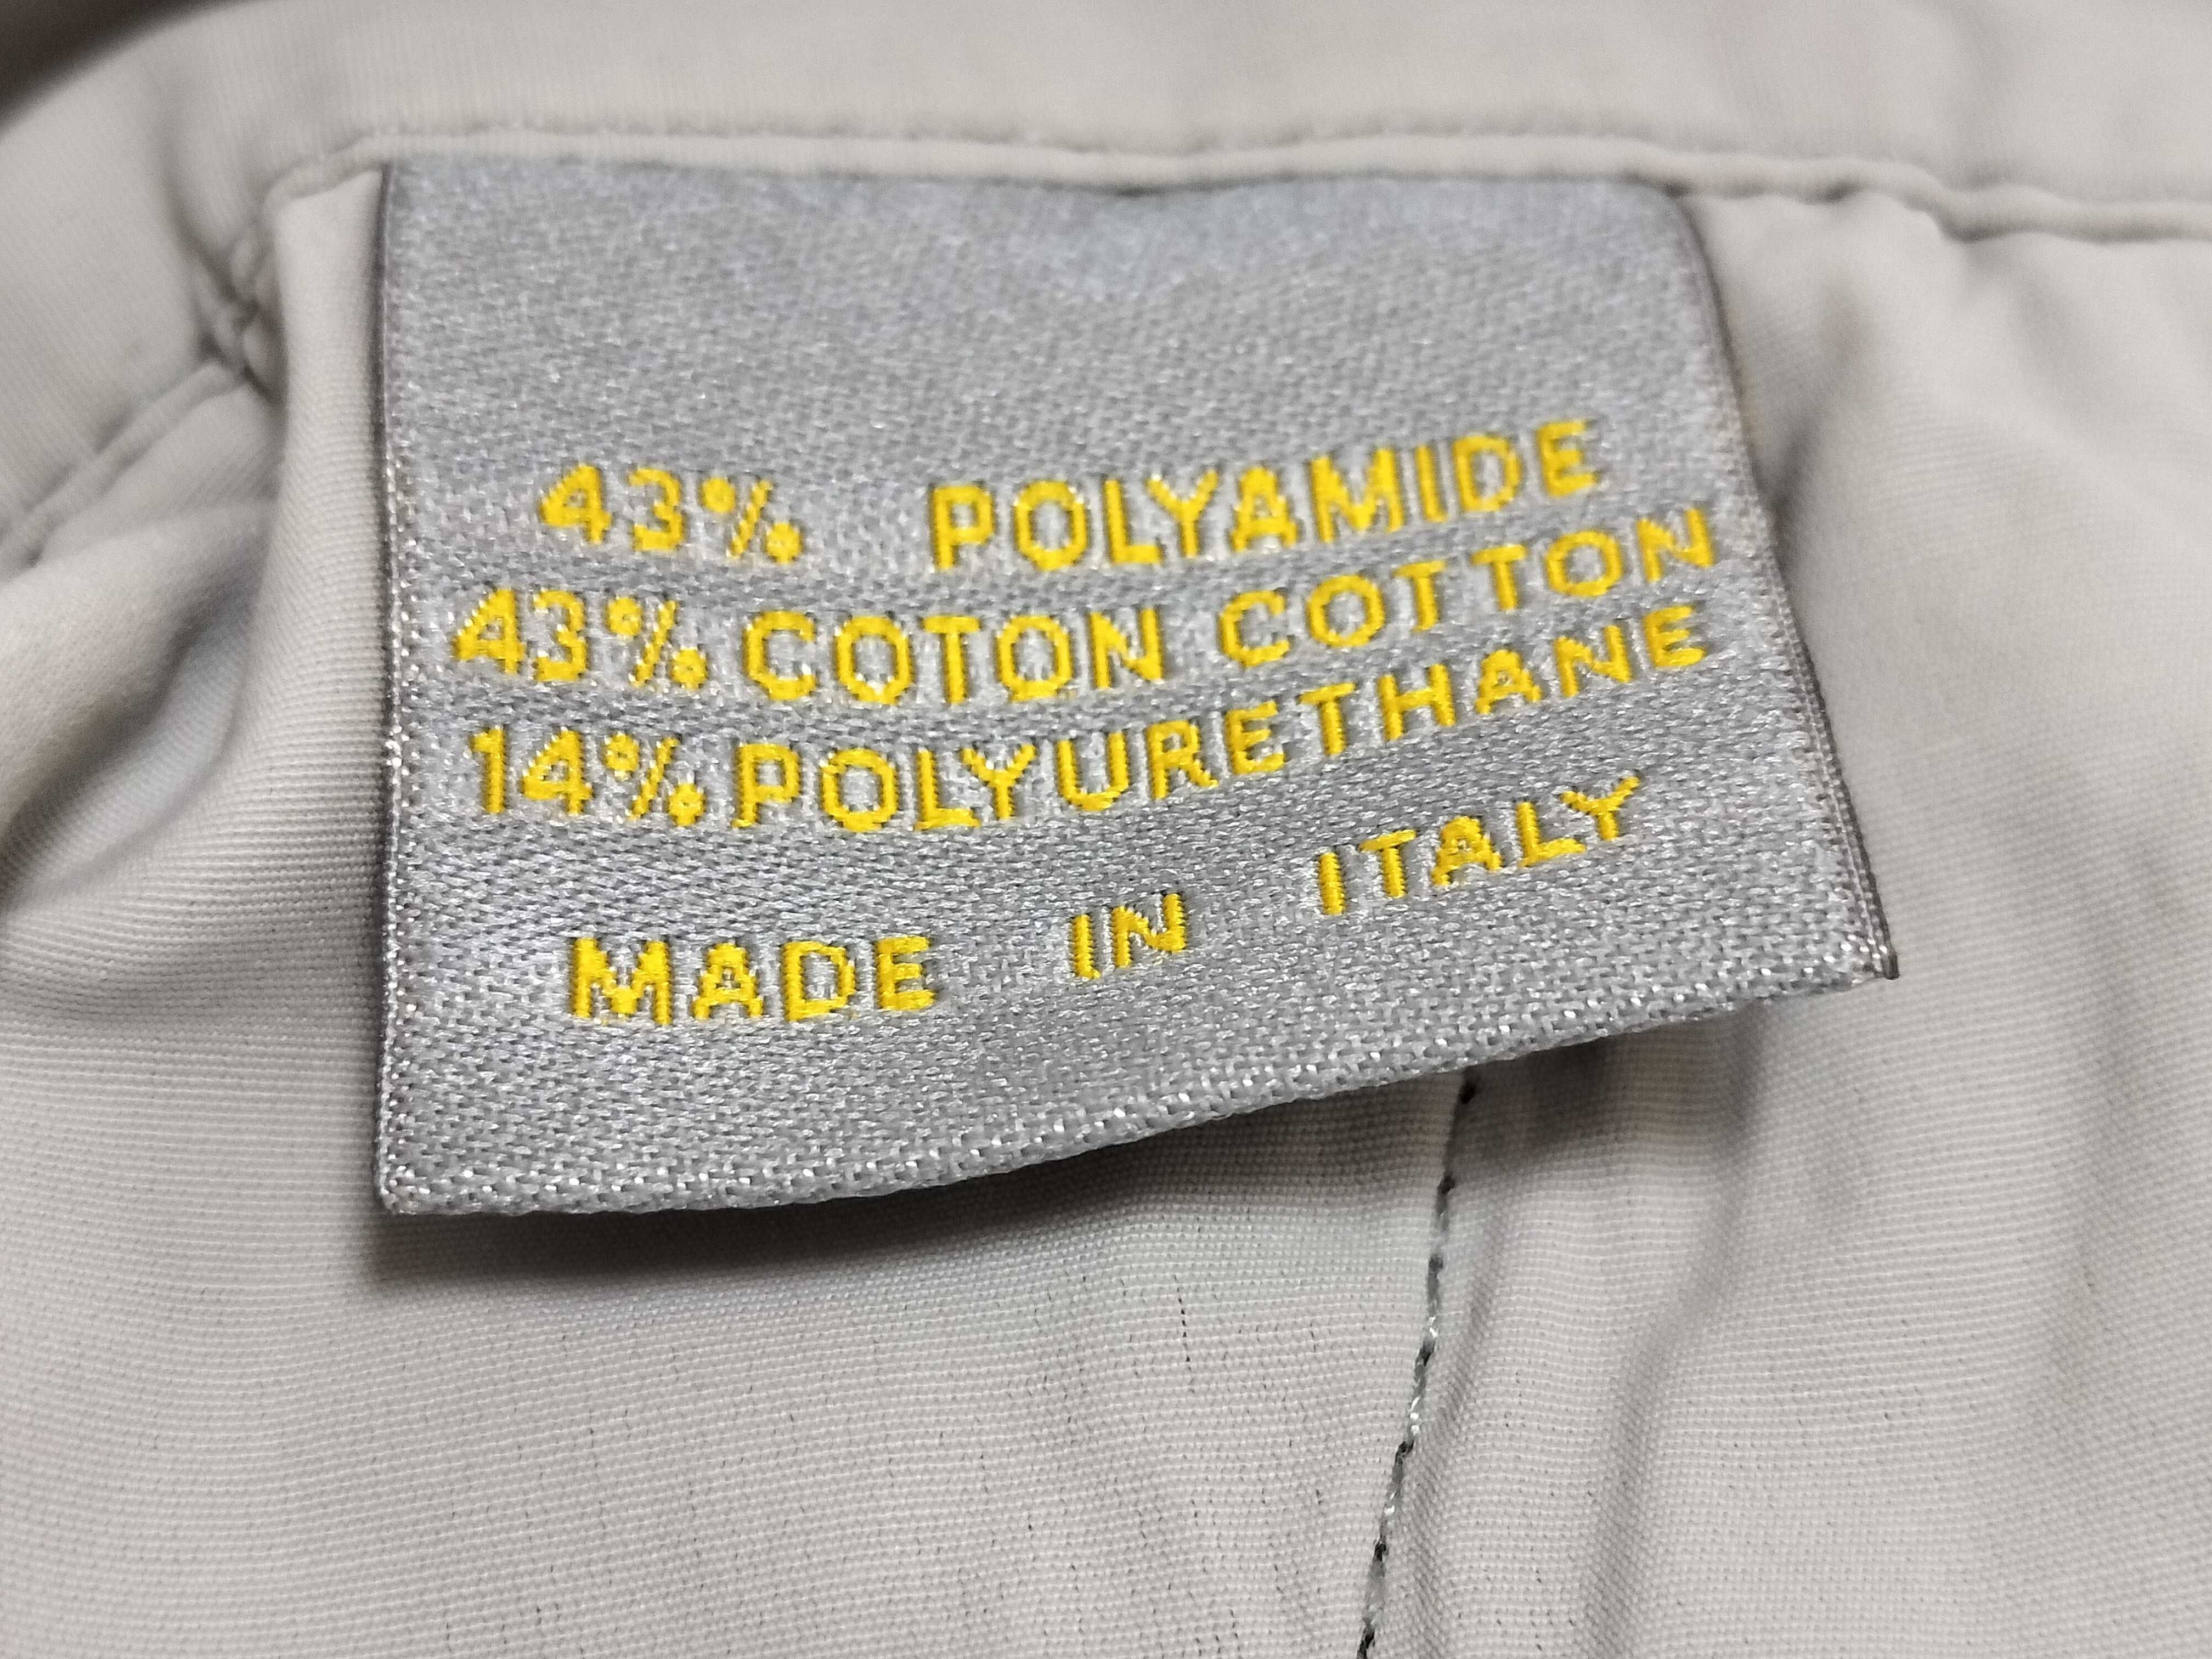 43% POLYAMIDE
43% COTON COTTON
14% POLYURETHANE
MADE IN ITALY